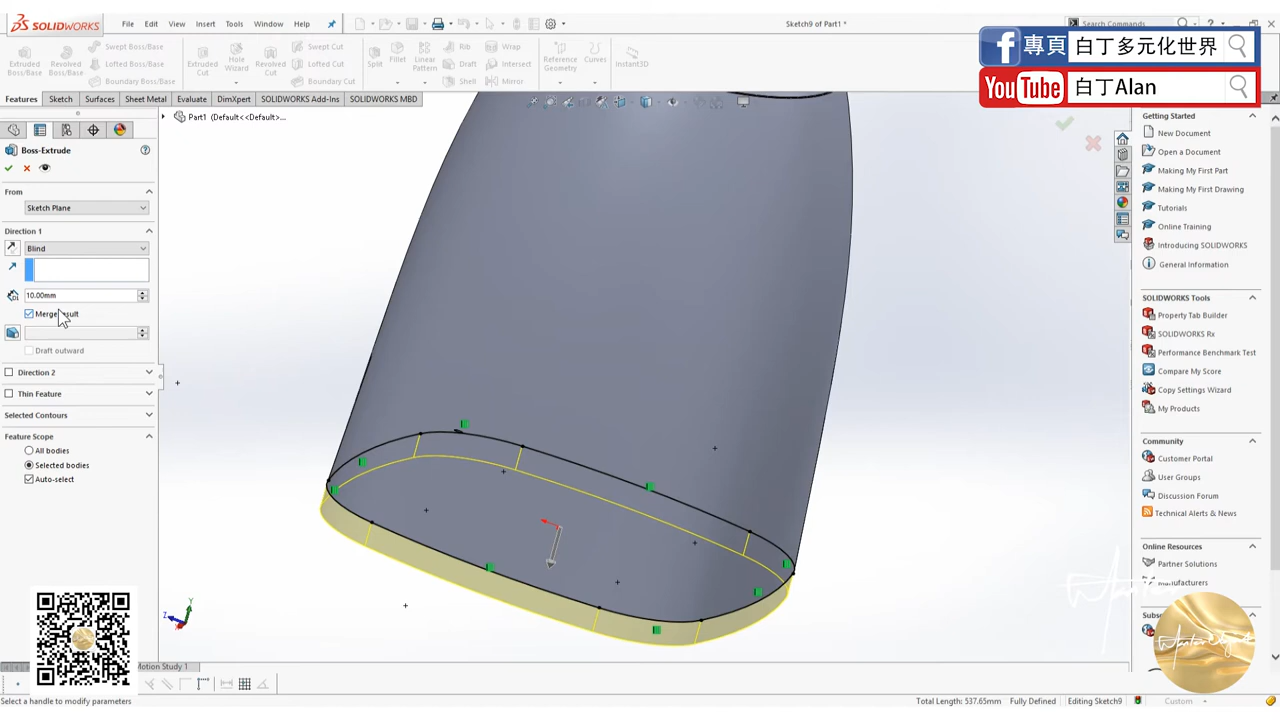 SOLIDWORKS
File Edit View Insert Tools Window Help
Sketch9 of Part1 *
Search Commands
Extruded Boss/Base
Revolved Boss/Base
Swept Boss/Base
Lofted Boss/Base
Boundary Boss/Base
Extruded Cut
Hole Wizard
Revolved Cut
Swept Cut
Lofted Cut
Boundary Cut
Split
Fillet
Linear Pattern
Rib
Draft
Shell
Wrap
Intersect
Mirror
Reference Geometry
Curves
Instant3D
f 專頁 白丁多元化世界
YouTube 白丁Alan
Features Sketch Surfaces Sheet Metal Evaluate DimXpert SOLIDWORKS Add-Ins SOLIDWORKS MBD
Part1 (Default<<Default>...
Boss-Extrude
From
Sketch Plane
Direction 1
Blind
10.00mm
Draft outward
Direction 2
Thin Feature
Selected Contours
Feature Scope
All bodies
Selected bodies
Auto-select
Y
Z
Motion Study 1
Getting Started
New Document
Open a Document
Making My First Part
Making My First Drawing
Tutorials
Online Training
Introducing SOLIDWORKS
General Information
SOLIDWORKS Tools
Property Tab Builder
SOLIDWORKS Rx
Performance Benchmark Test
Compare My Score
Copy Settings Wizard
My Products
Community
Customer Portal
User Groups
Discussion Forum
Technical Alerts & News
Online Resources
Partner Solutions
Manufacturers
Select a handle to modify parameters
Total Length: 537.65mm Fully Defined Editing Sketch9 Custom